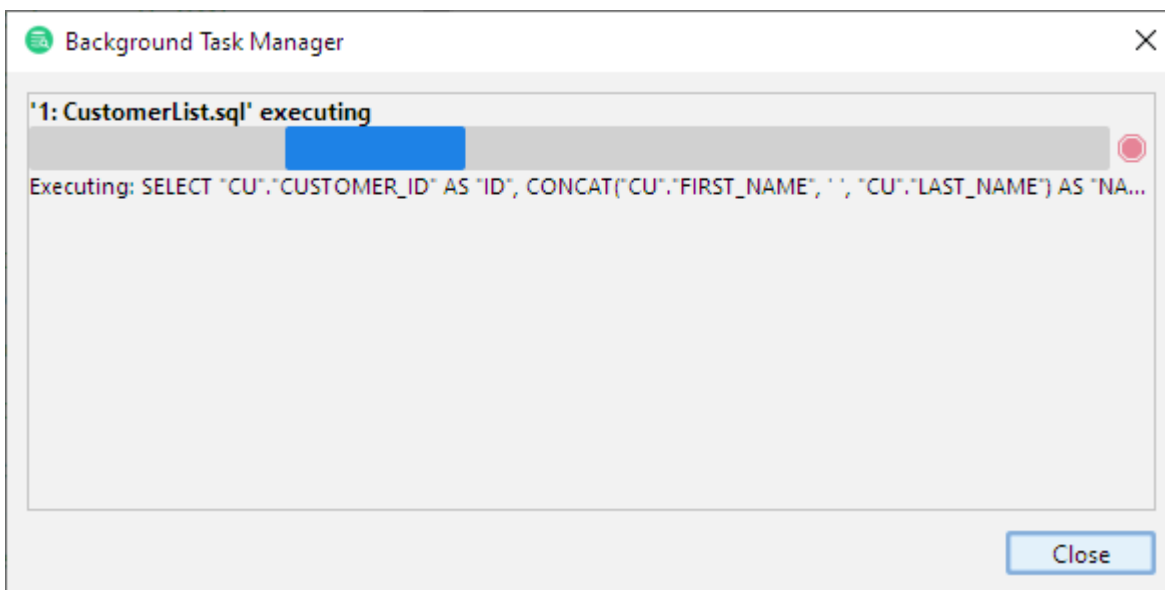 Background Task Manager
'1: CustomerList.sql' executing
Executing: SELECT "CU"."CUSTOMER_ID" AS "ID", CONCAT("CU"."FIRST_NAME", ' ', "CU"."LAST_NAME") AS "NA...
Close